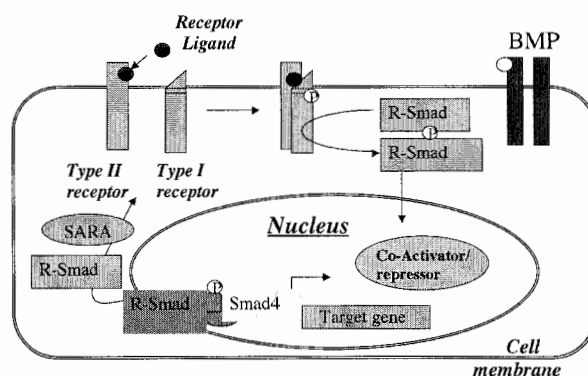 Receptor
Ligand
BMP
P
R-Smad
P
R-Smad
Type II
receptor
Type I
receptor
SARA
R-Smad
Nucleus
Co-Activator/
repressor
P
R-Smad
Smad4
Target gene
Cell
membrane